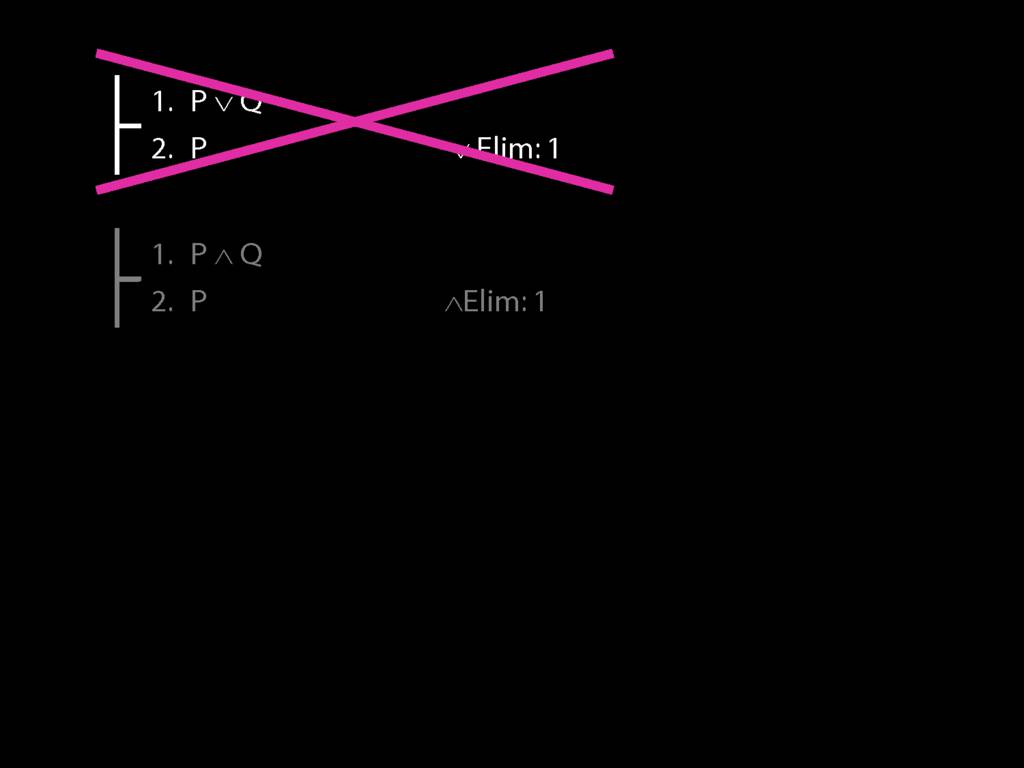 1. P ∨ Q
2. P ∨Elim: 1
1. P ∧ Q
2. P ∧Elim: 1